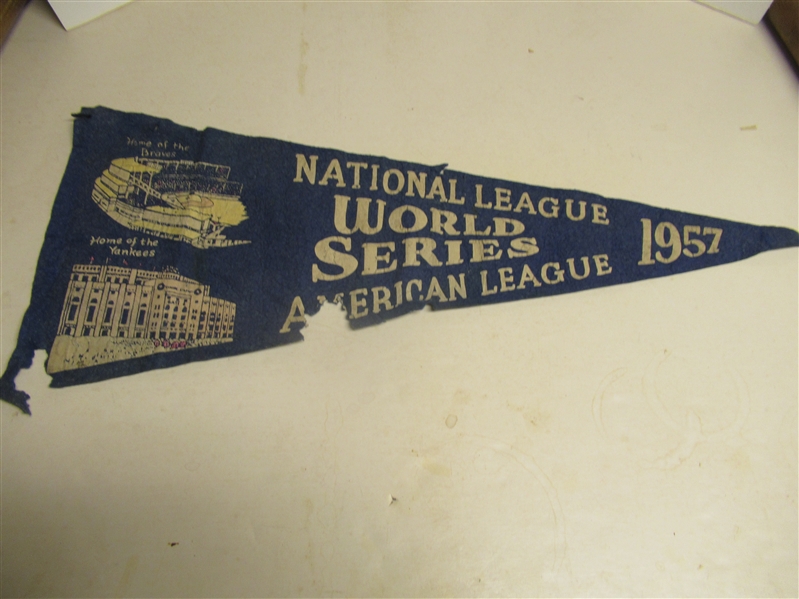 Home of the
Braves
Home of the
Yankees
NATIONAL LEAGUE
WORLD
SERIES
AMERICAN LEAGUE
1957